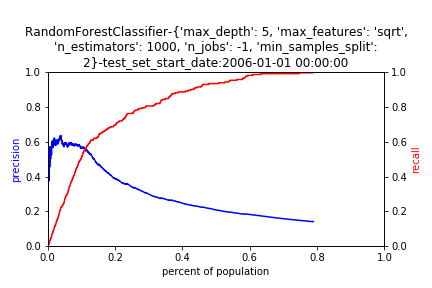 RandomForestClassifier-{'max_depth': 5, 'max_features': 'sqrt',
'n_estimators': 1000, 'n_jobs': -1, 'min_samples_split':
2}-test_set_start_date:2006-01-01 00:00:00
1.0
0.8
0.6
0.4
0.2
0.0
precision
1.0
0.8
0.6
0.4
0.2
0.0
recall
0.0 0.2 0.4 0.6 0.8 1.0
percent of population